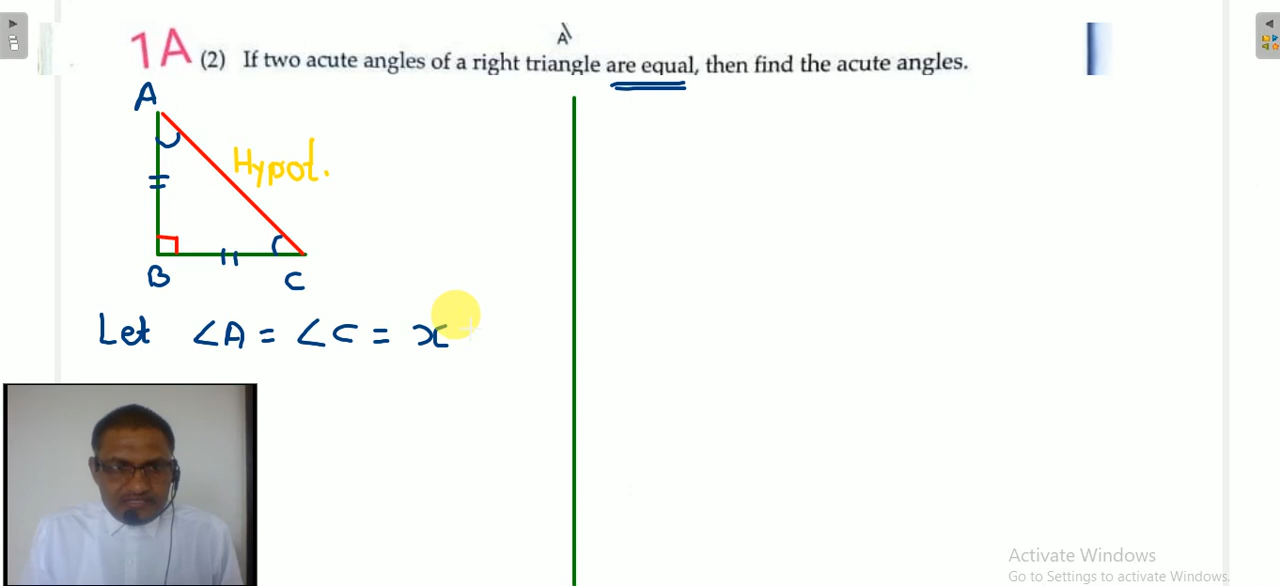 A
1A (2) If two acute angles of a right triangle are equal, then find the acute angles.
A
Hypot.
B
C
Let ∠A = ∠C = x
Activate Windows
Go to Settings to activate Windows.